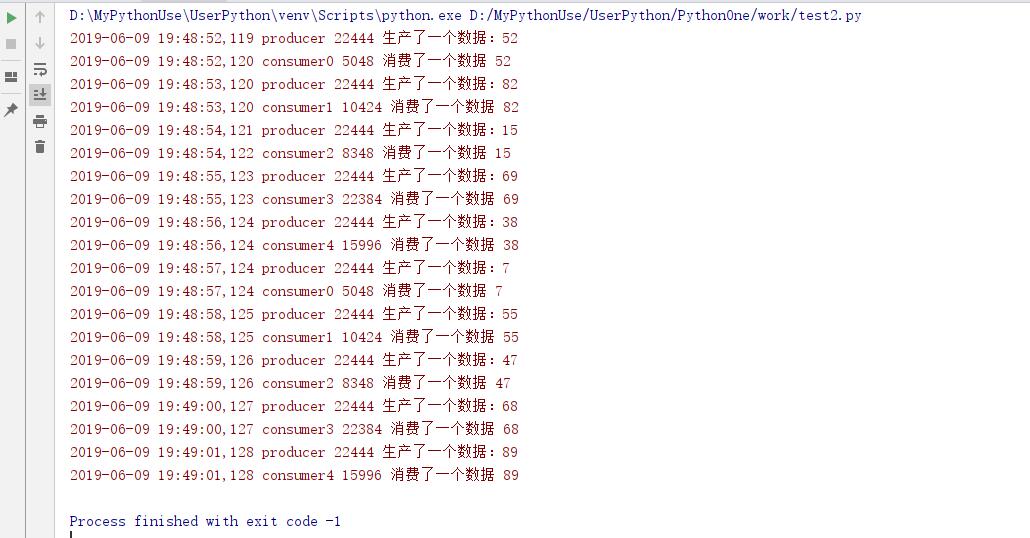 D:\MyPythonUse\UserPython\venv\Scripts\python.exe D:/MyPythonUse/UserPython/PythonOne/work/test2.py
2019-06-09 19:48:52,119 producer 22444 生产了一个数据：52
2019-06-09 19:48:52,120 consumer0 5048 消费了一个数据 52
2019-06-09 19:48:53,120 producer 22444 生产了一个数据：82
2019-06-09 19:48:53,120 consumer1 10424 消费了一个数据 82
2019-06-09 19:48:54,121 producer 22444 生产了一个数据：15
2019-06-09 19:48:54,122 consumer2 8348 消费了一个数据 15
2019-06-09 19:48:55,123 producer 22444 生产了一个数据：69
2019-06-09 19:48:55,123 consumer3 22384 消费了一个数据 69
2019-06-09 19:48:56,124 producer 22444 生产了一个数据：38
2019-06-09 19:48:56,124 consumer4 15996 消费了一个数据 38
2019-06-09 19:48:57,124 producer 22444 生产了一个数据：7
2019-06-09 19:48:57,124 consumer0 5048 消费了一个数据 7
2019-06-09 19:48:58,125 producer 22444 生产了一个数据：55
2019-06-09 19:48:58,125 consumer1 10424 消费了一个数据 55
2019-06-09 19:48:59,126 producer 22444 生产了一个数据：47
2019-06-09 19:48:59,126 consumer2 8348 消费了一个数据 47
2019-06-09 19:49:00,127 producer 22444 生产了一个数据：68
2019-06-09 19:49:00,127 consumer3 22384 消费了一个数据 68
2019-06-09 19:49:01,128 producer 22444 生产了一个数据：89
2019-06-09 19:49:01,128 consumer4 15996 消费了一个数据 89
Process finished with exit code -1